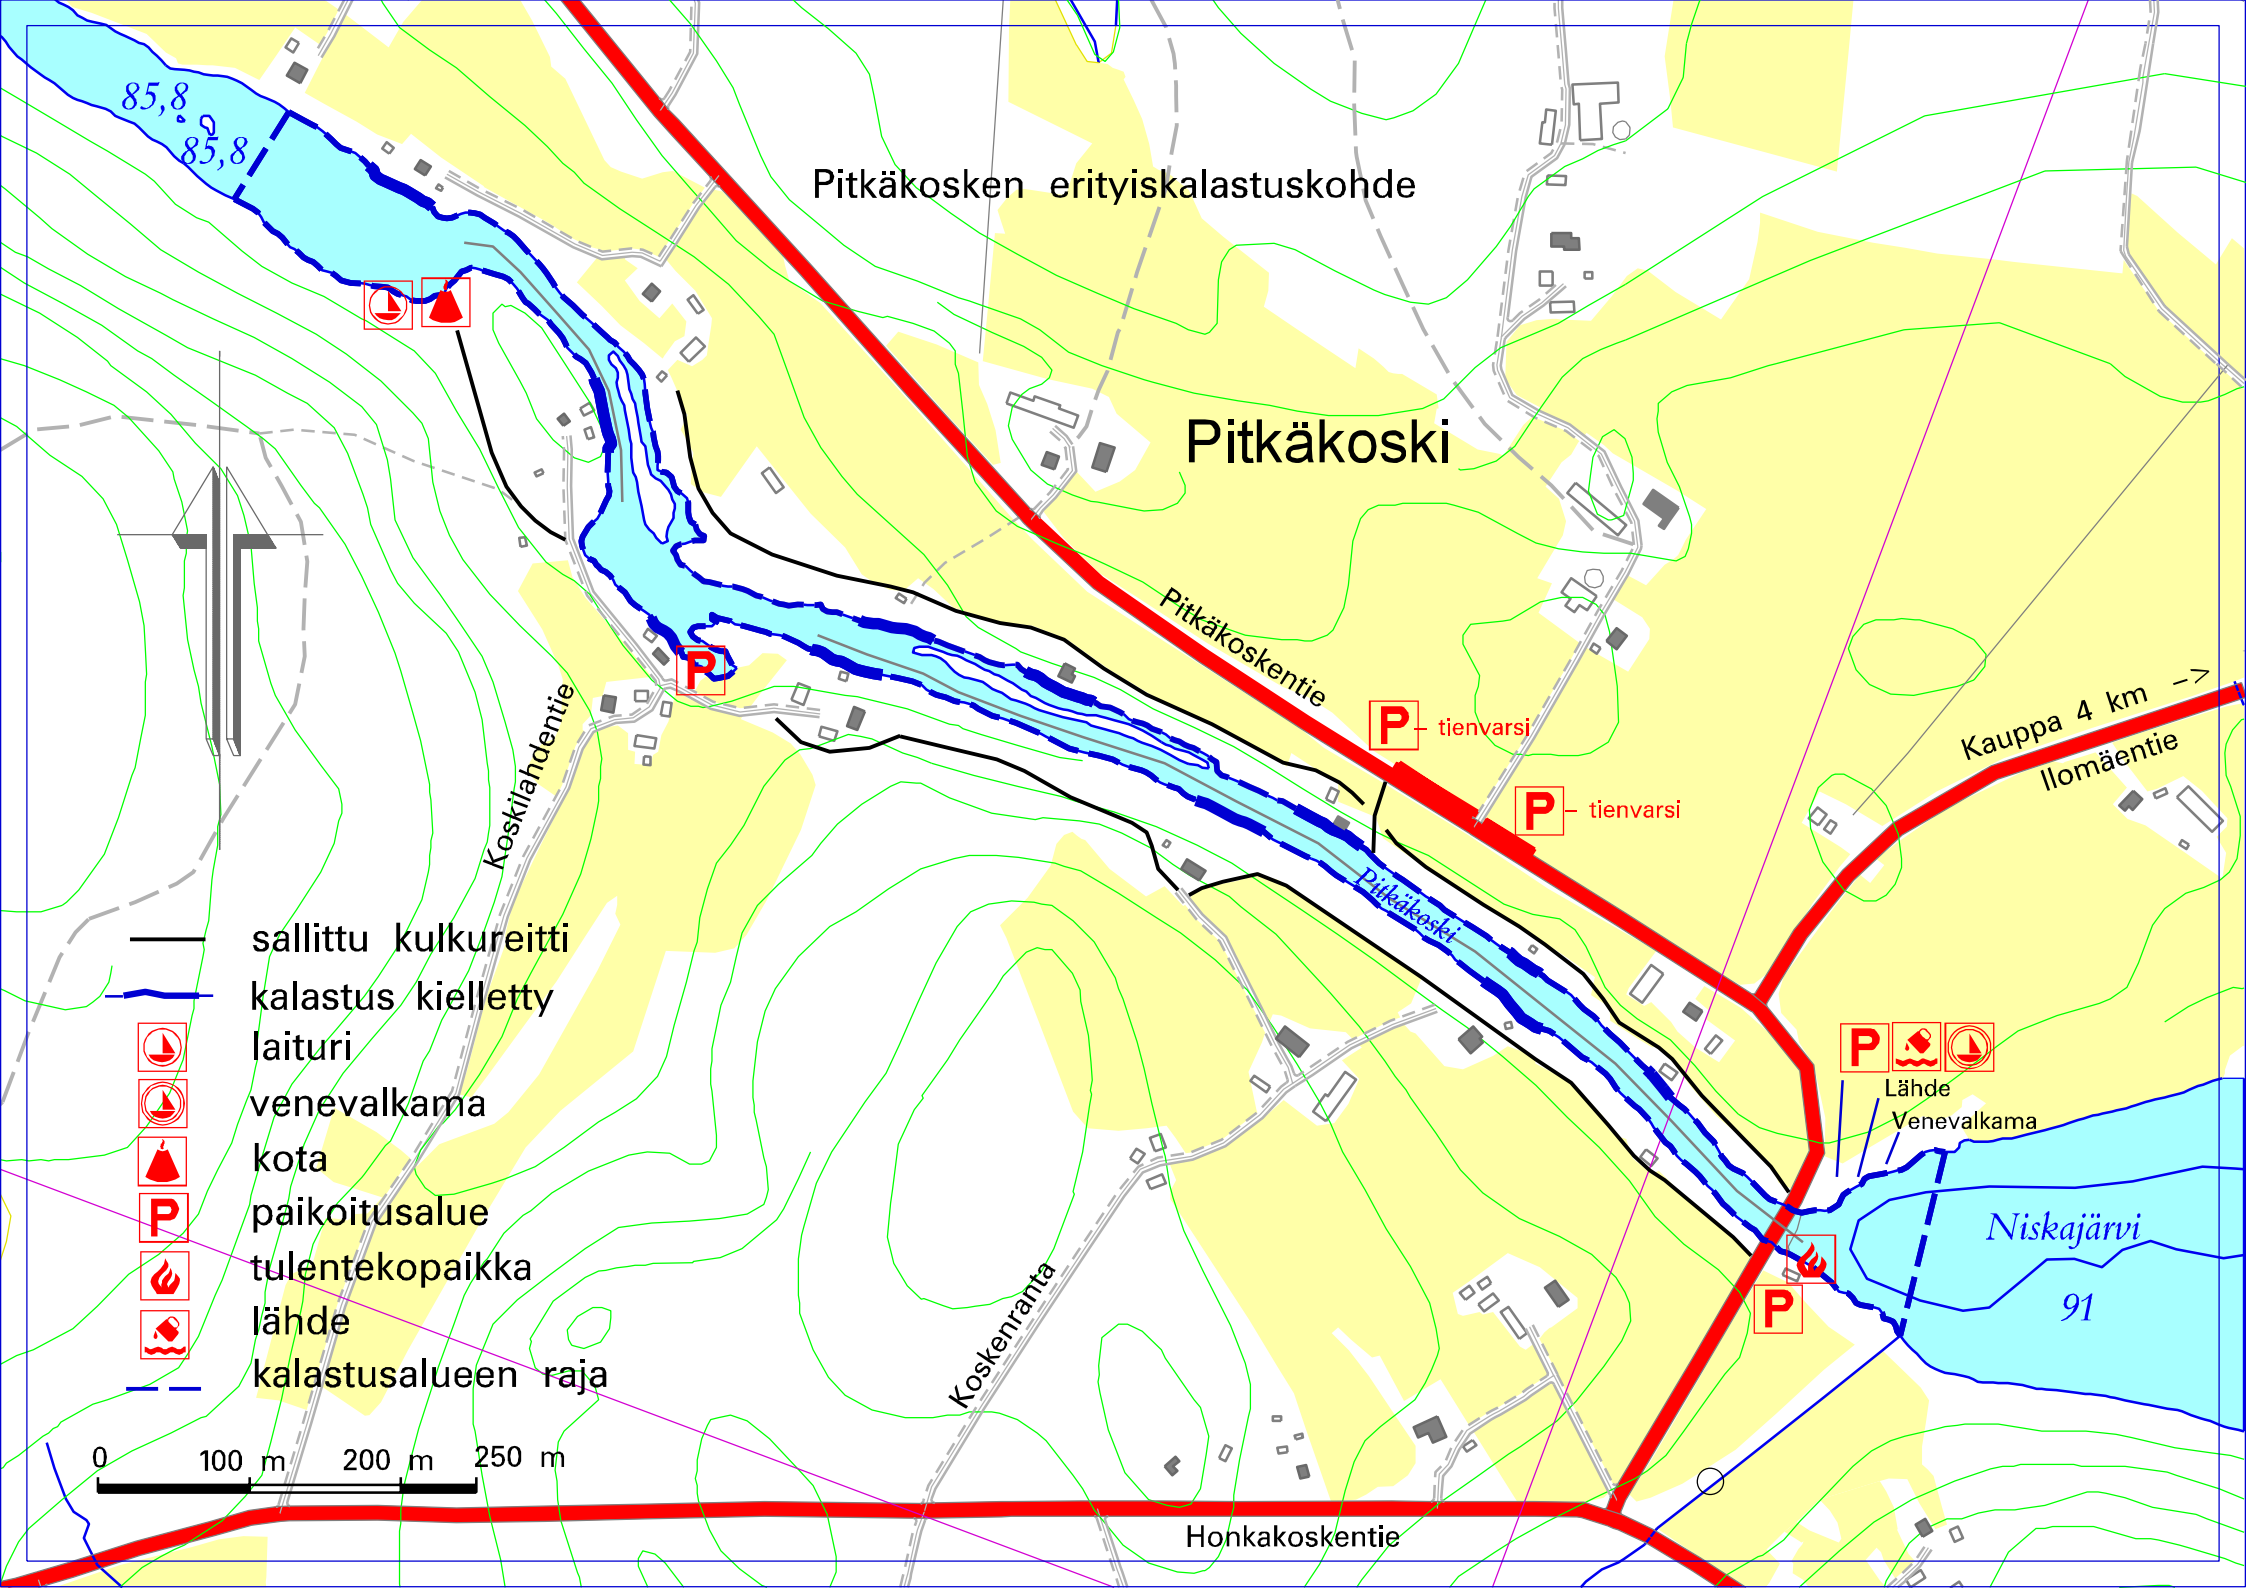 85,8
85,8
Pitkäkosken erityiskalastuskohde
Pitkäkoski
Pitkäkoskentie
P - tienvarsi
P - tienvarsi
Kauppa 4 km -->
Ilomäentie
P
Koskilahdentie
Pitkäkoski
P
Lähde
Venevalkama
Niskajärvi
91
P
Koskenranta
Honkakoskentie
sallittu kulkureitti
kalastus kielletty
laituri
venevalkama
kota
P paikoitusalue
tulentekopaikka
lähde
kalastusalueen raja
0 100 m 200 m 250 m